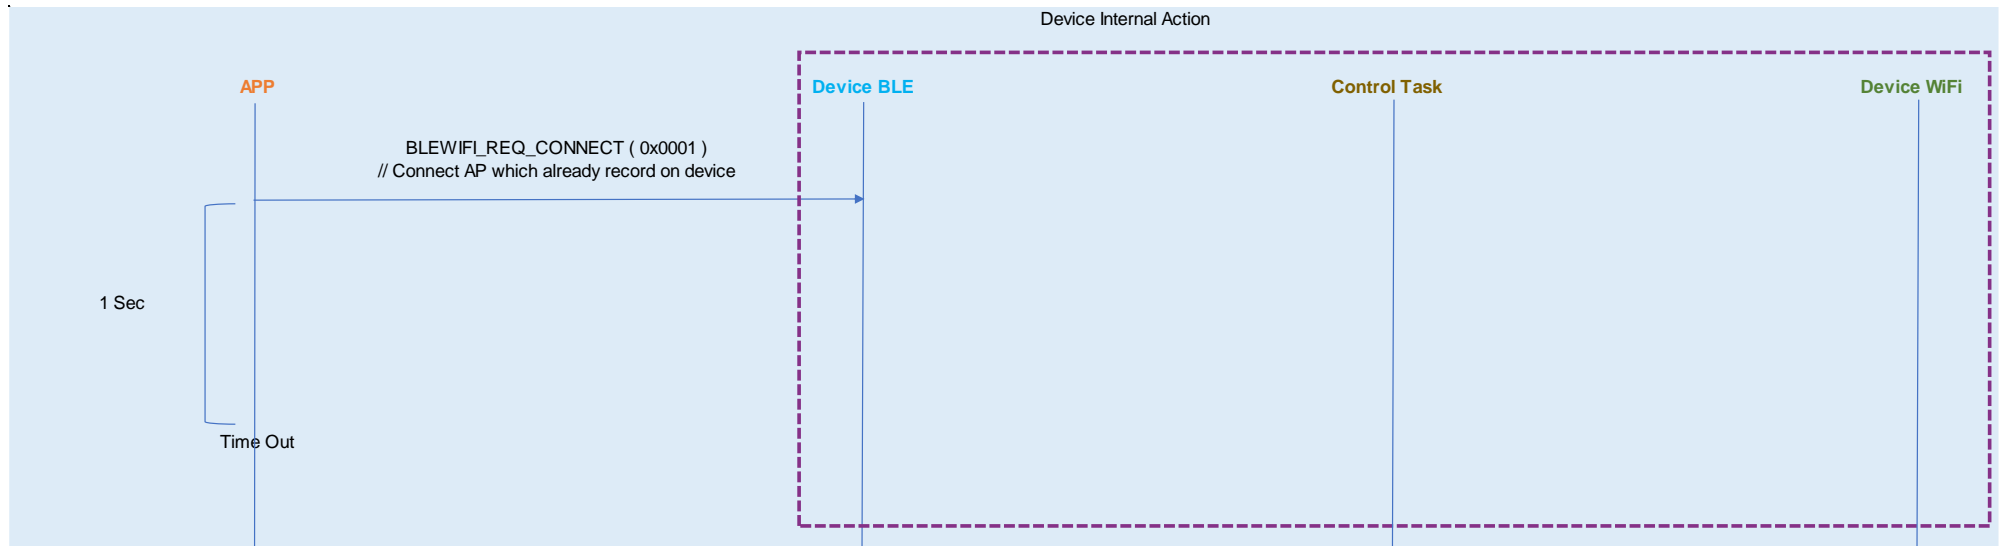 Device Internal Action
APP
Device BLE
Control Task
Device WiFi
BLEWIFI_REQ_CONNECT ( 0x0001 )
// Connect AP which already record on device
1 Sec
Time Out